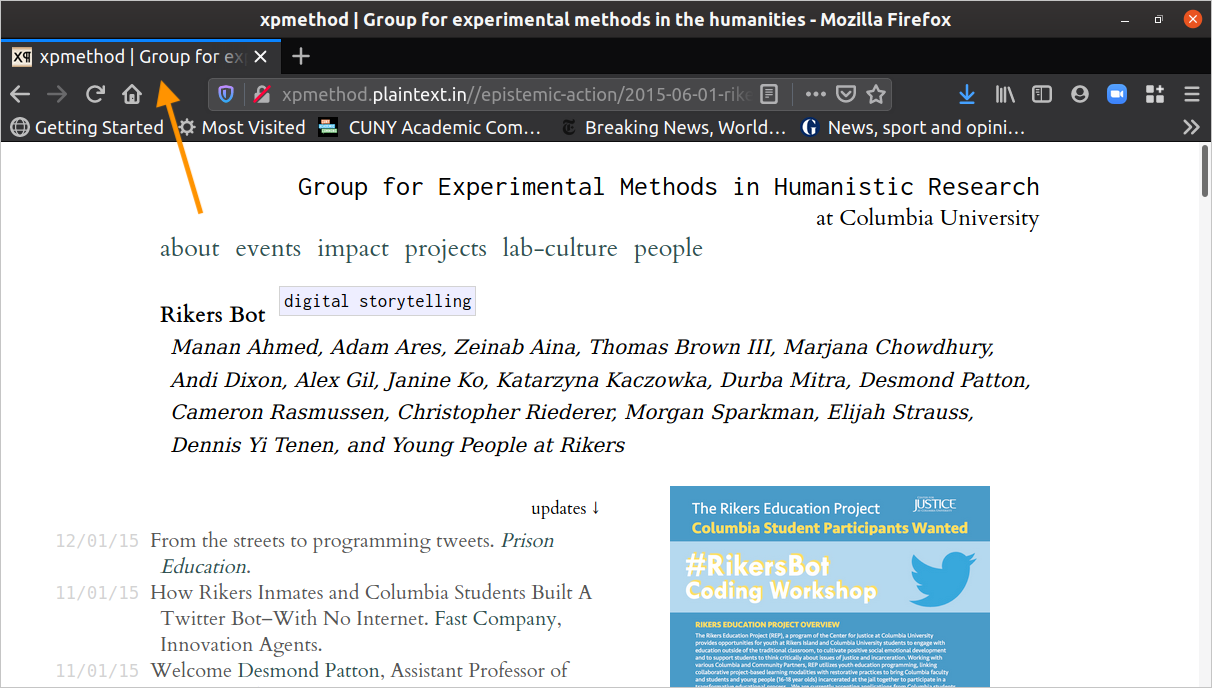 xpmethod | Group for experimental methods in the humanities - Mozilla Firefox
X¶ xpmethod | Group for ex
xpmethod.plaintext.in//epistemic-action/2015-06-01-rike
Getting Started Most Visited CUNY Academic Com… Breaking News, World… News, sport and opini…
Group for Experimental Methods in Humanistic Research
at Columbia University
about events impact projects lab-culture people
Rikers Bot digital storytelling
Manan Ahmed, Adam Ares, Zeinab Aina, Thomas Brown III, Marjana Chowdhury,
Andi Dixon, Alex Gil, Janine Ko, Katarzyna Kaczowka, Durba Mitra, Desmond Patton,
Cameron Rasmussen, Christopher Riederer, Morgan Sparkman, Elijah Strauss,
Dennis Yi Tenen, and Young People at Rikers
updates ↓
12/01/15 From the streets to programming tweets. Prison
Education.
11/01/15 How Rikers Inmates and Columbia Students Built A
Twitter Bot—With No Internet. Fast Company,
Innovation Agents.
11/01/15 Welcome Desmond Patton, Assistant Professor of
The Rikers Education Project
JUSTICE
Columbia Student Participants Wanted
#RikersBot
Coding Workshop
RIKERS EDUCATION PROJECT OVERVIEW
The Rikers Education Project (REP), a program of the Center for Justice at Columbia University
provides opportunities for youth at Rikers Island and Columbia University students to engage with
education outside of the traditional classroom, to cultivate positive social emotional development
and to support students to think critically about issues of justice and incarceration. Working with
various Columbia and Community Partners, REP utilizes youth education programming, linking
collaborative project-based learning modalities with restorative practices to bring Columbia faculty
and students and young people (16-18 year olds) incarcerated at the jail together to participate in a